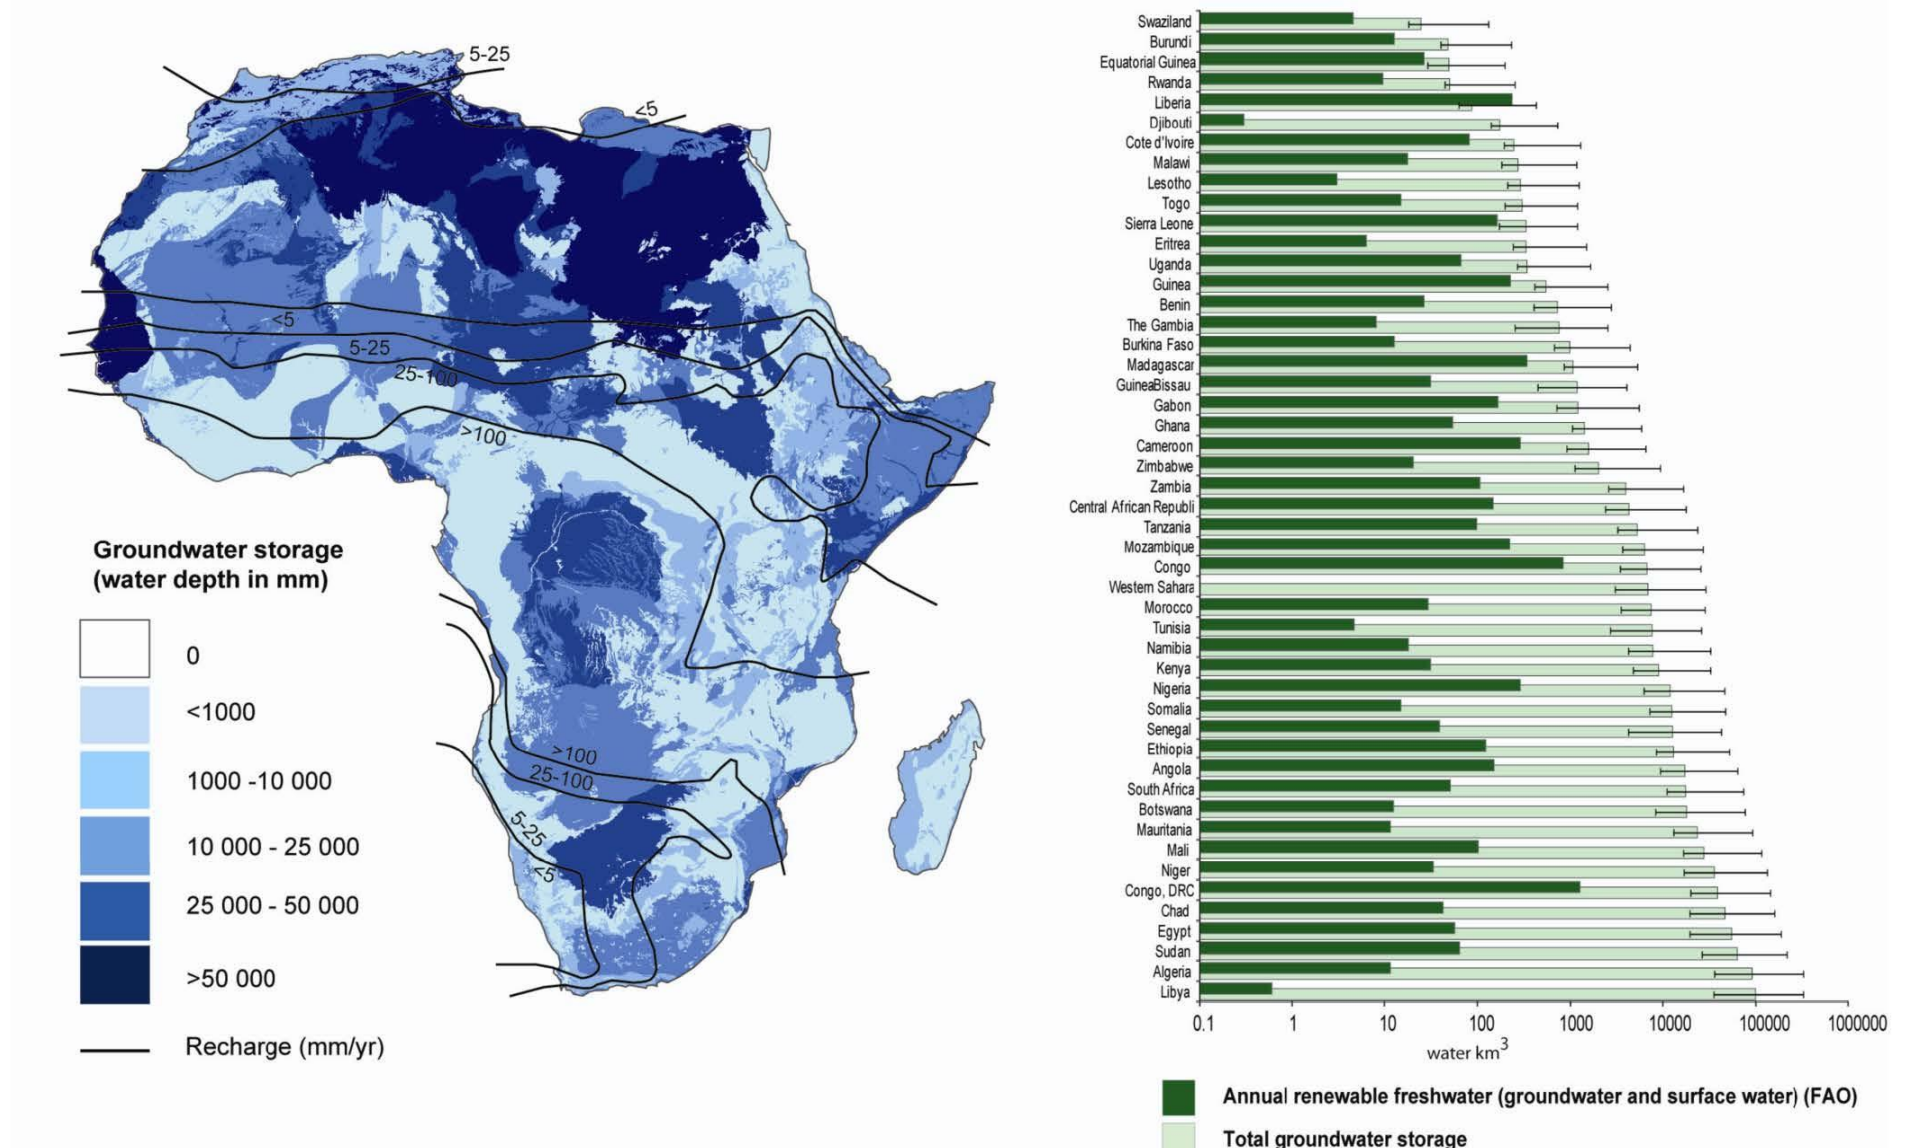 5-25
<5
<5
5-25
25-100
>100
>100
25-100
5-25
<5
Groundwater storage
(water depth in mm)
0
<1000
1000 -10 000
10 000 - 25 000
25 000 - 50 000
>50 000
Recharge (mm/yr)
Swaziland
Burundi
Equatorial Guinea
Rwanda
Liberia
Djibouti
Cote d'Ivoire
Malawi
Lesotho
Togo
Sierra Leone
Eritrea
Uganda
Guinea
Benin
The Gambia
Burkina Faso
Madagascar
GuineaBissau
Gabon
Ghana
Cameroon
Zimbabwe
Zambia
Central African Republi
Tanzania
Mozambique
Congo
Western Sahara
Morocco
Tunisia
Namibia
Kenya
Nigeria
Somalia
Senegal
Ethiopia
Angola
South Africa
Botswana
Mauritania
Mali
Niger
Congo, DRC
Chad
Egypt
Sudan
Algeria
Libya
0.1 1 10 100 1000 10000 100000 1000000
water km³
Annual renewable freshwater (groundwater and surface water) (FAO)
Total groundwater storage